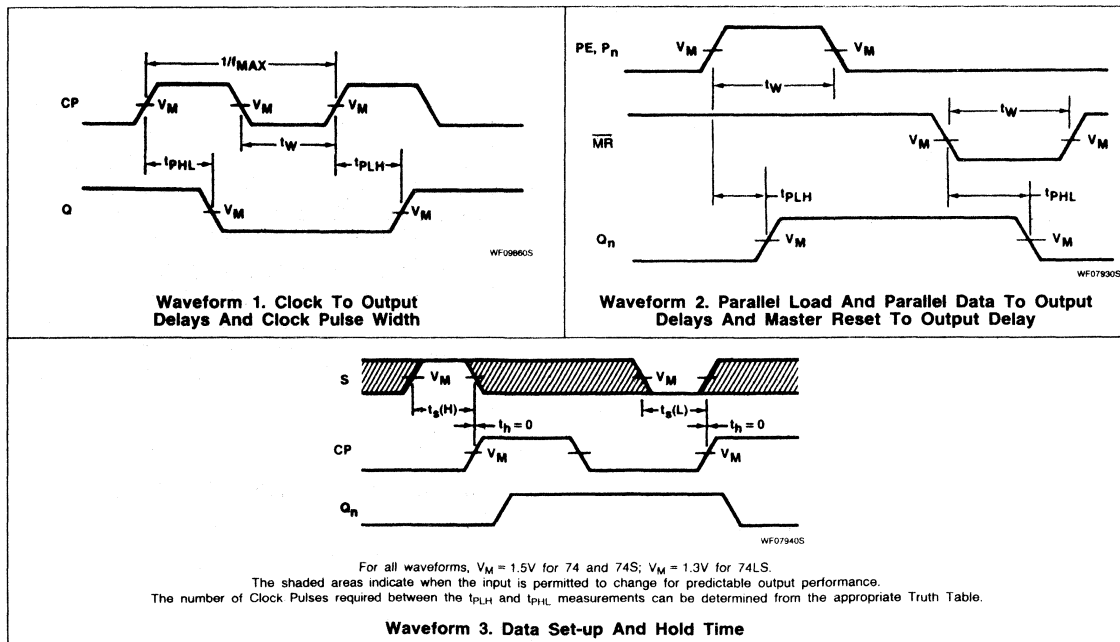 1/fMAX
CP
VM
VM
VM
tW
tPHL
tPLH
Q
VM
VM
WF09860S
Waveform 1. Clock To Output
Delays And Clock Pulse Width
PE, Pn
VM
VM
tW
tW
MR
VM
VM
tPLH
tPHL
Qn
VM
VM
WF07930S
Waveform 2. Parallel Load And Parallel Data To Output
Delays And Master Reset To Output Delay
S
VM
VM
ts(H)
ts(L)
th = 0
th = 0
CP
VM
VM
Qn
WF07940S
For all waveforms, VM = 1.5V for 74 and 74S; VM = 1.3V for 74LS.
The shaded areas indicate when the input is permitted to change for predictable output performance.
The number of Clock Pulses required between the tPLH and tPHL measurements can be determined from the appropriate Truth Table.
Waveform 3. Data Set-up And Hold Time